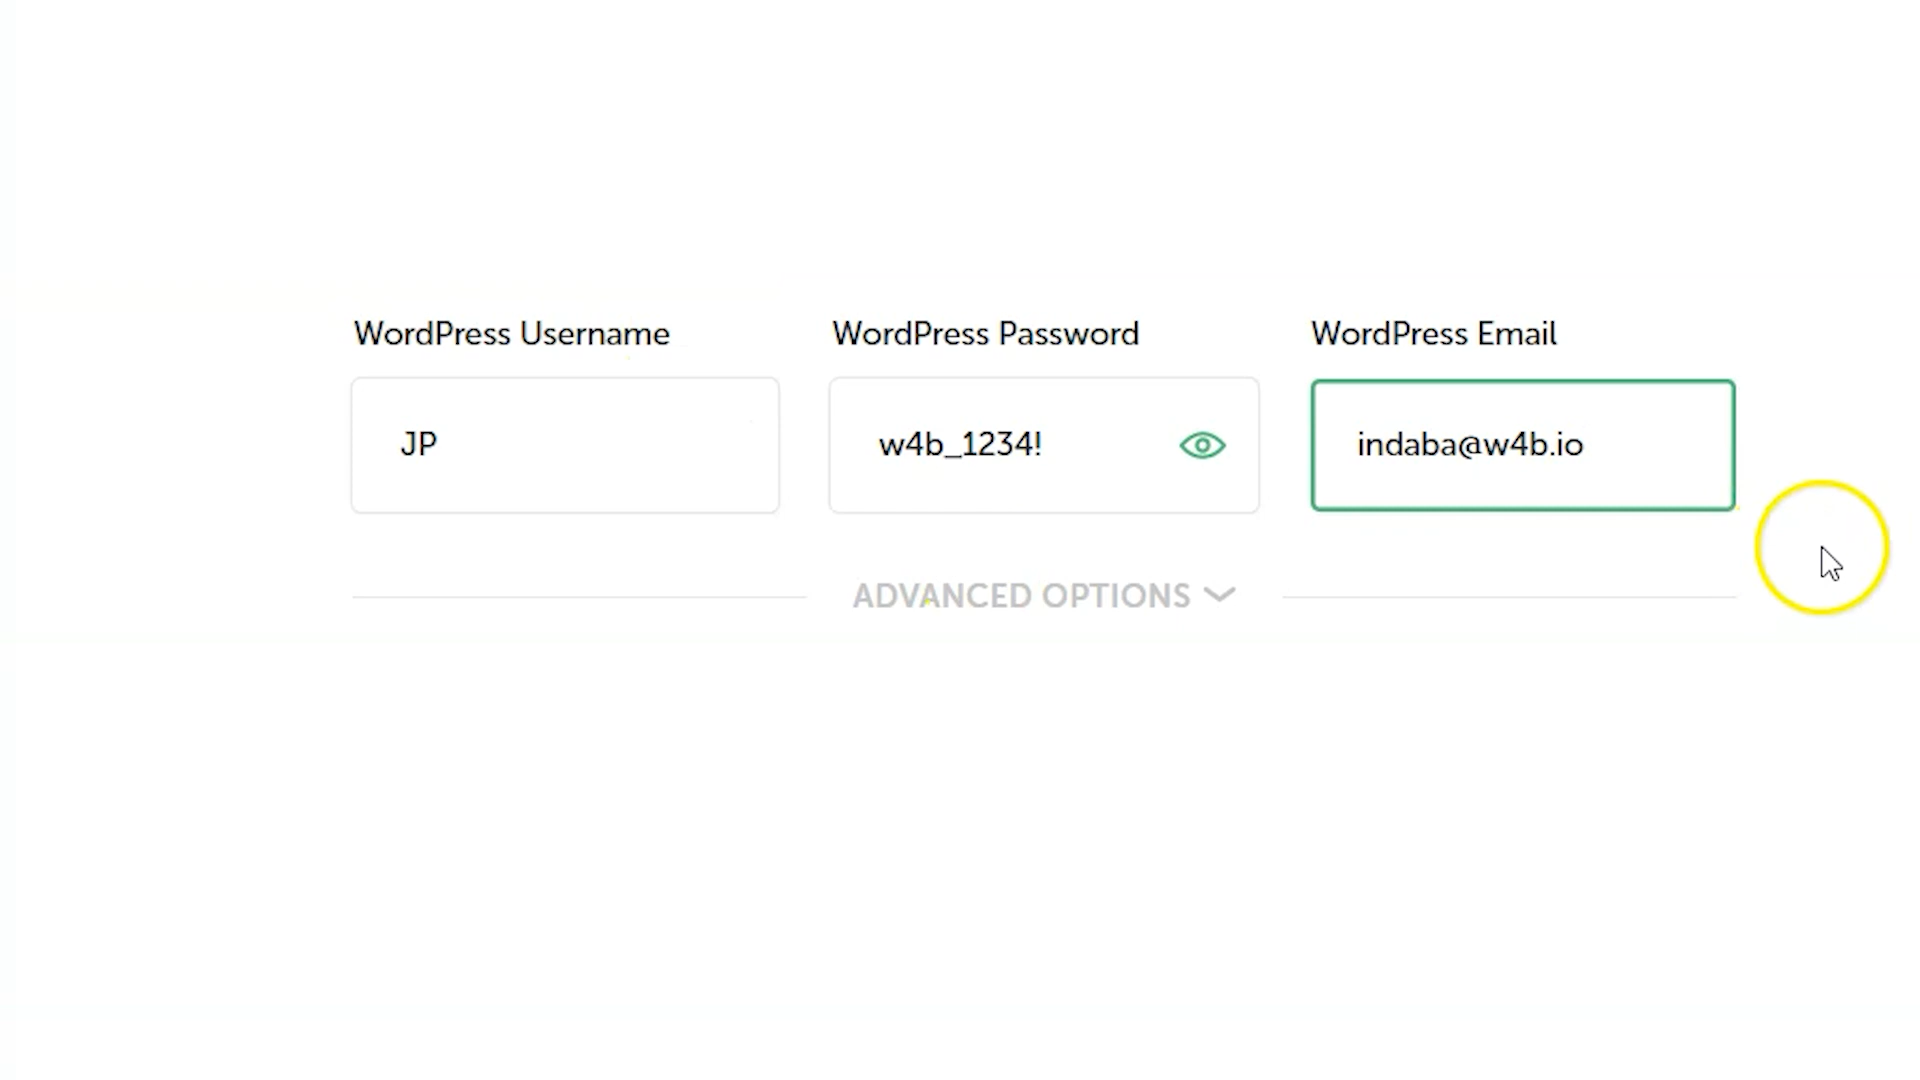 WordPress Username
WordPress Password
WordPress Email
JP
w4b_1234!
indaba@w4b.io
ADVANCED OPTIONS